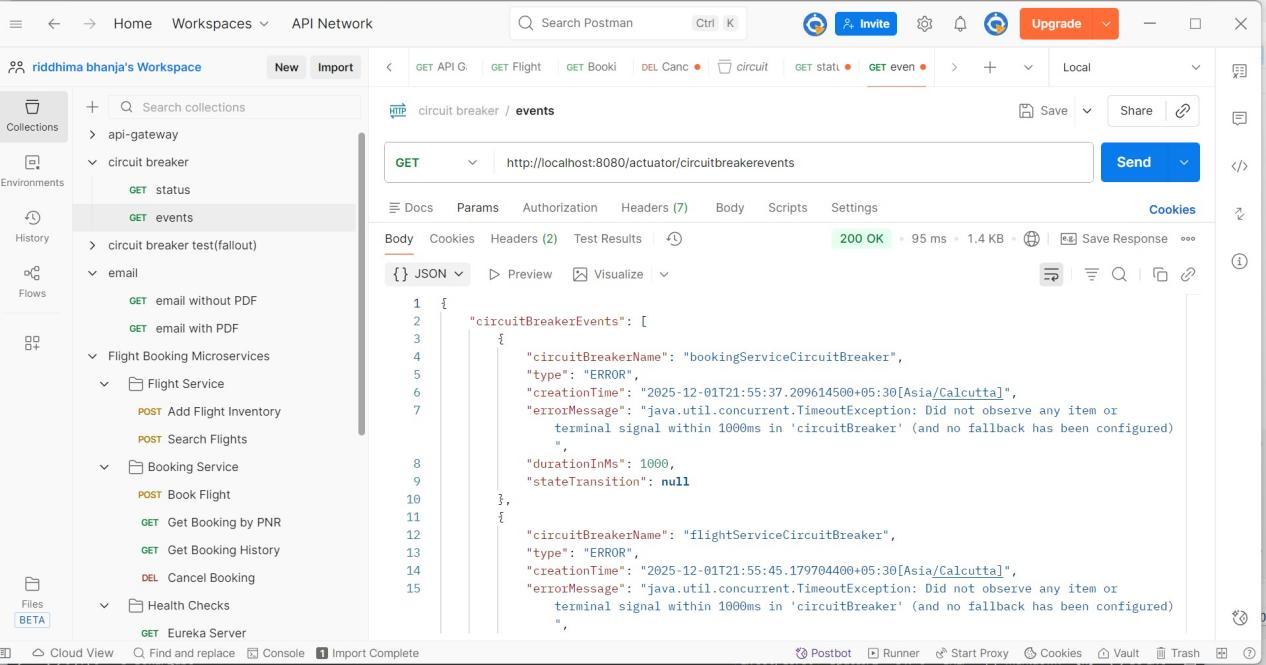 Home Workspaces API Network Search Postman Ctrl K Invite Upgrade
riddhima bhanja's Workspace New Import GET API G GET Flight GET Booki DEL Canc circuit GET statu GET even Local
Collections
Environments
History
Flows
Files
BETA
Search collections
api-gateway
circuit breaker
GET status
GET events
circuit breaker test(fallout)
email
GET email without PDF
GET email with PDF
Flight Booking Microservices
Flight Service
POST Add Flight Inventory
POST Search Flights
Booking Service
POST Book Flight
GET Get Booking by PNR
GET Get Booking History
DEL Cancel Booking
Health Checks
GET Eureka Server
HTTP circuit breaker / events Save Share
GET http://localhost:8080/actuator/circuitbreakerevents Send
Docs Params Authorization Headers (7) Body Scripts Settings Cookies
Body Cookies Headers (2) Test Results 200 OK • 95 ms • 1.4 KB • e.g. Save Response
{} JSON Preview Visualize
1 {
2 "circuitBreakerEvents": [
3 {
4 "circuitBreakerName": "bookingServiceCircuitBreaker",
5 "type": "ERROR",
6 "creationTime": "2025-12-01T21:55:37.209614500+05:30[Asia/Calcutta]",
7 "errorMessage": "java.util.concurrent.TimeoutException: Did not observe any item or
terminal signal within 1000ms in 'circuitBreaker' (and no fallback has been configured)
",
8 "durationInMs": 1000,
9 "stateTransition": null
10 },
11 {
12 "circuitBreakerName": "flightServiceCircuitBreaker",
13 "type": "ERROR",
14 "creationTime": "2025-12-01T21:55:45.179704400+05:30[Asia/Calcutta]",
15 "errorMessage": "java.util.concurrent.TimeoutException: Did not observe any item or
terminal signal within 1000ms in 'circuitBreaker' (and no fallback has been configured)
",
Cloud View Find and replace Console 1 Import Complete Postbot Runner Start Proxy Cookies Vault Trash